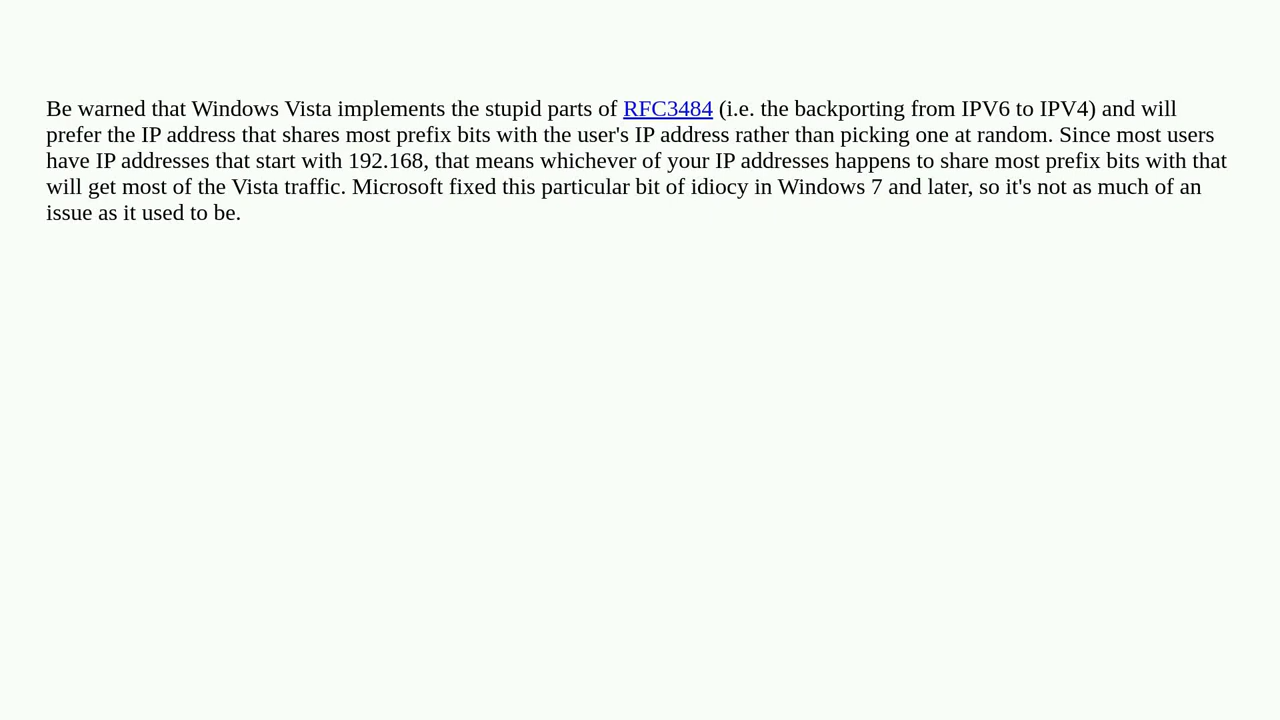 Be warned that Windows Vista implements the stupid parts of RFC3484 (i.e. the backporting from IPV6 to IPV4) and will
prefer the IP address that shares most prefix bits with the user's IP address rather than picking one at random. Since most users
have IP addresses that start with 192.168, that means whichever of your IP addresses happens to share most prefix bits with that
will get most of the Vista traffic. Microsoft fixed this particular bit of idiocy in Windows 7 and later, so it's not as much of an
issue as it used to be.